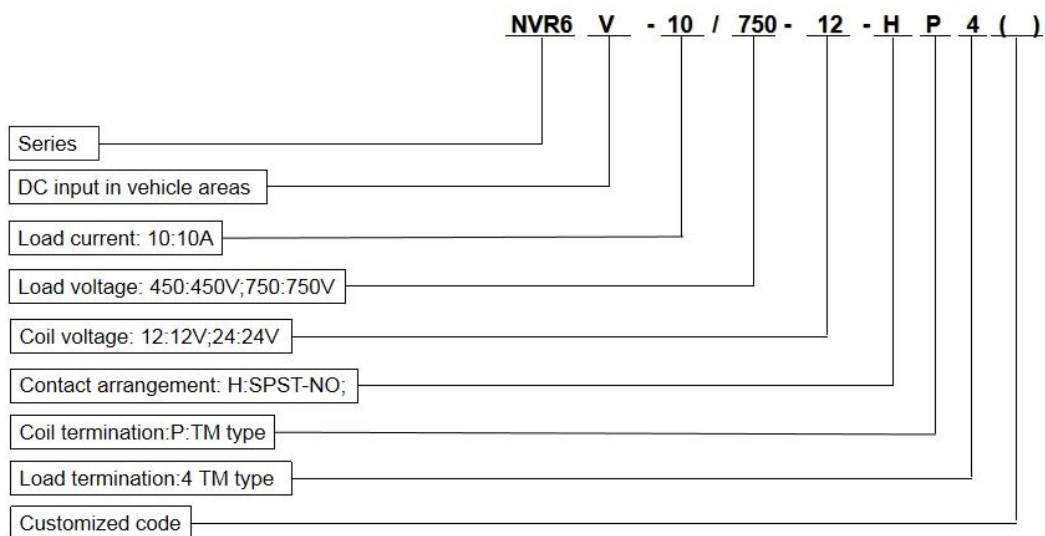 NVR6 V - 10 / 750 - 12 - H P 4 ( )
Series
DC input in vehicle areas
Load current: 10:10A
Load voltage: 450:450V;750:750V
Coil voltage: 12:12V;24:24V
Contact arrangement: H:SPST-NO;
Coil termination:P:TM type
Load termination:4 TM type
Customized code